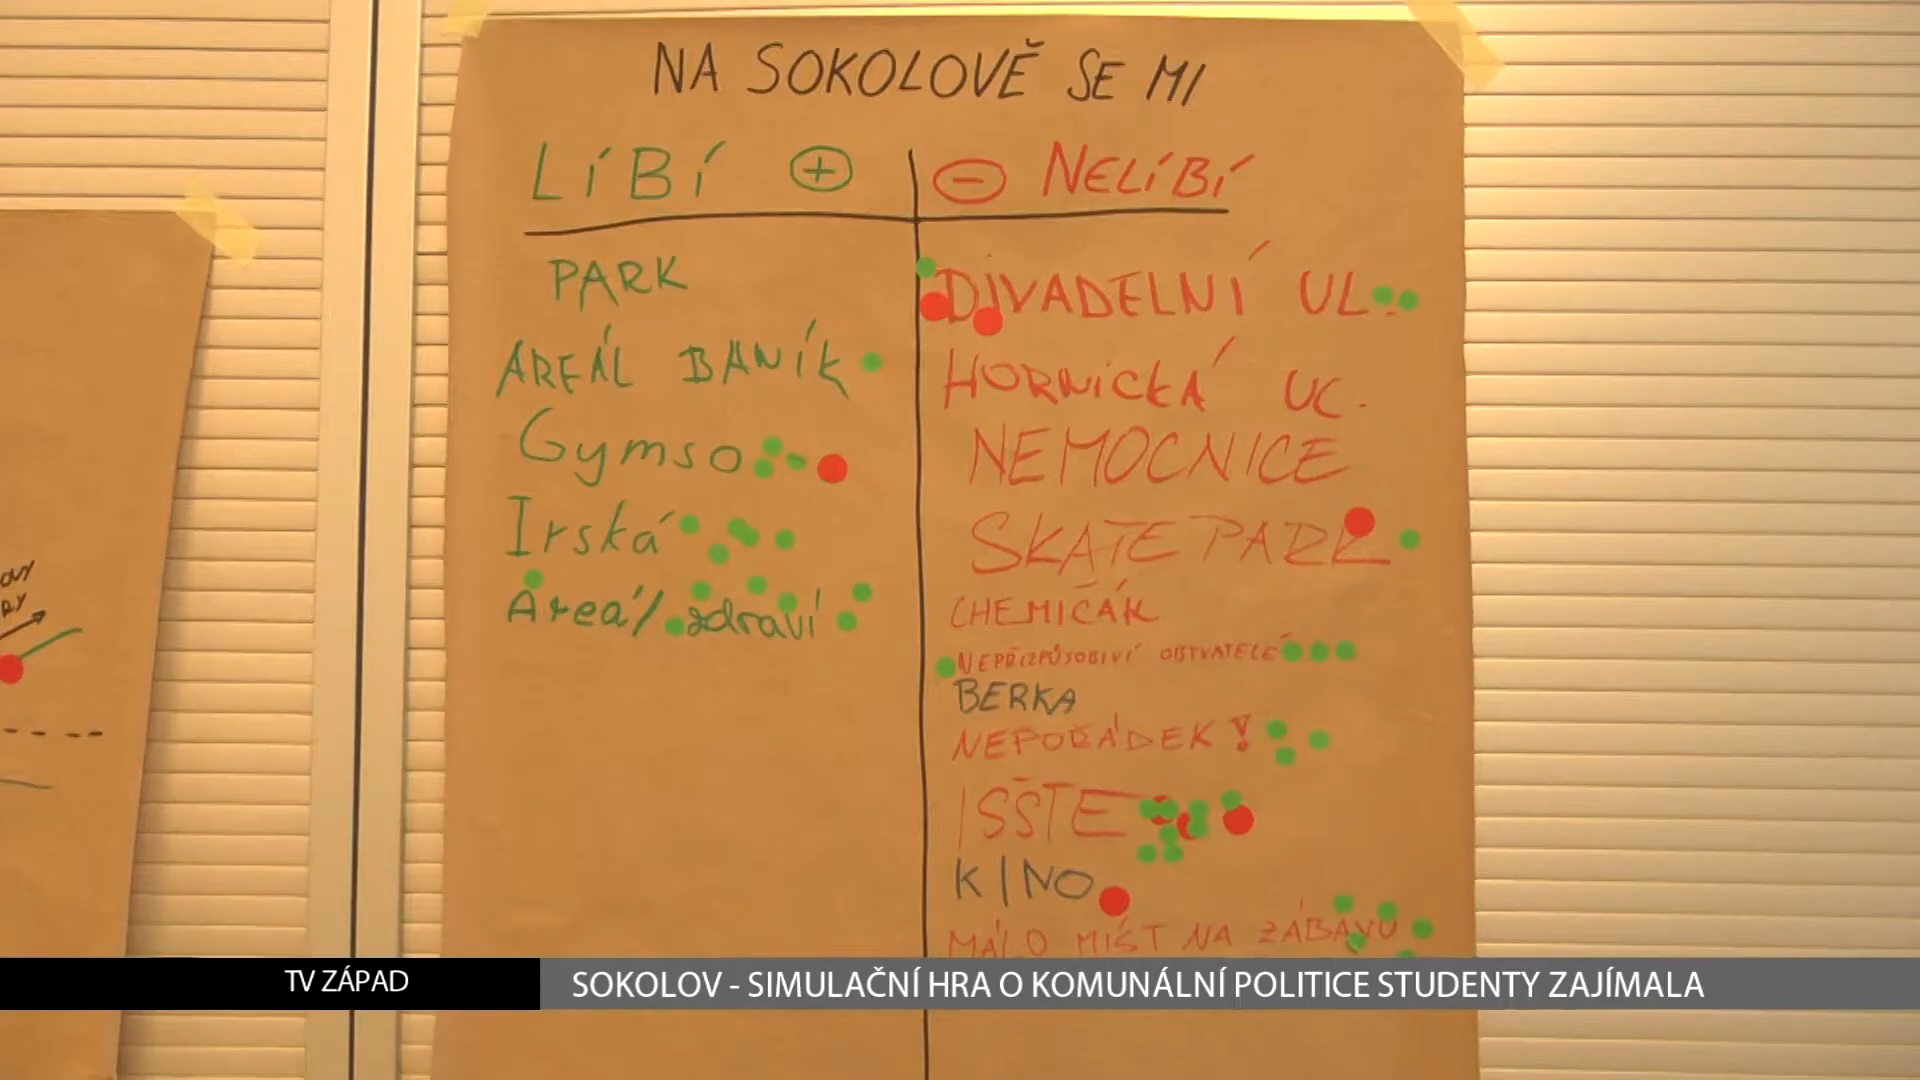 NA SOKOLOVĚ SE MI
LÍBÍ +
PARK
AREÁL BANÍK
Gymso
Irská
Areál zdraví
- NELÍBÍ
DIVADELNÍ UL.
HORNICKÁ UL.
NEMOCNICE
SKATEPARK
CHEMIČÁK
NEPŘIZPŮSOBIVÍ OBYVATELÉ
BERKA
NEPOŘÁDEK!
ISŠTE
KINO
MÁLO MÍST NA ZÁBAVU
TV ZÁPAD
SOKOLOV - SIMULAČNÍ HRA O KOMUNÁLNÍ POLITICE STUDENTY ZAJÍMALA